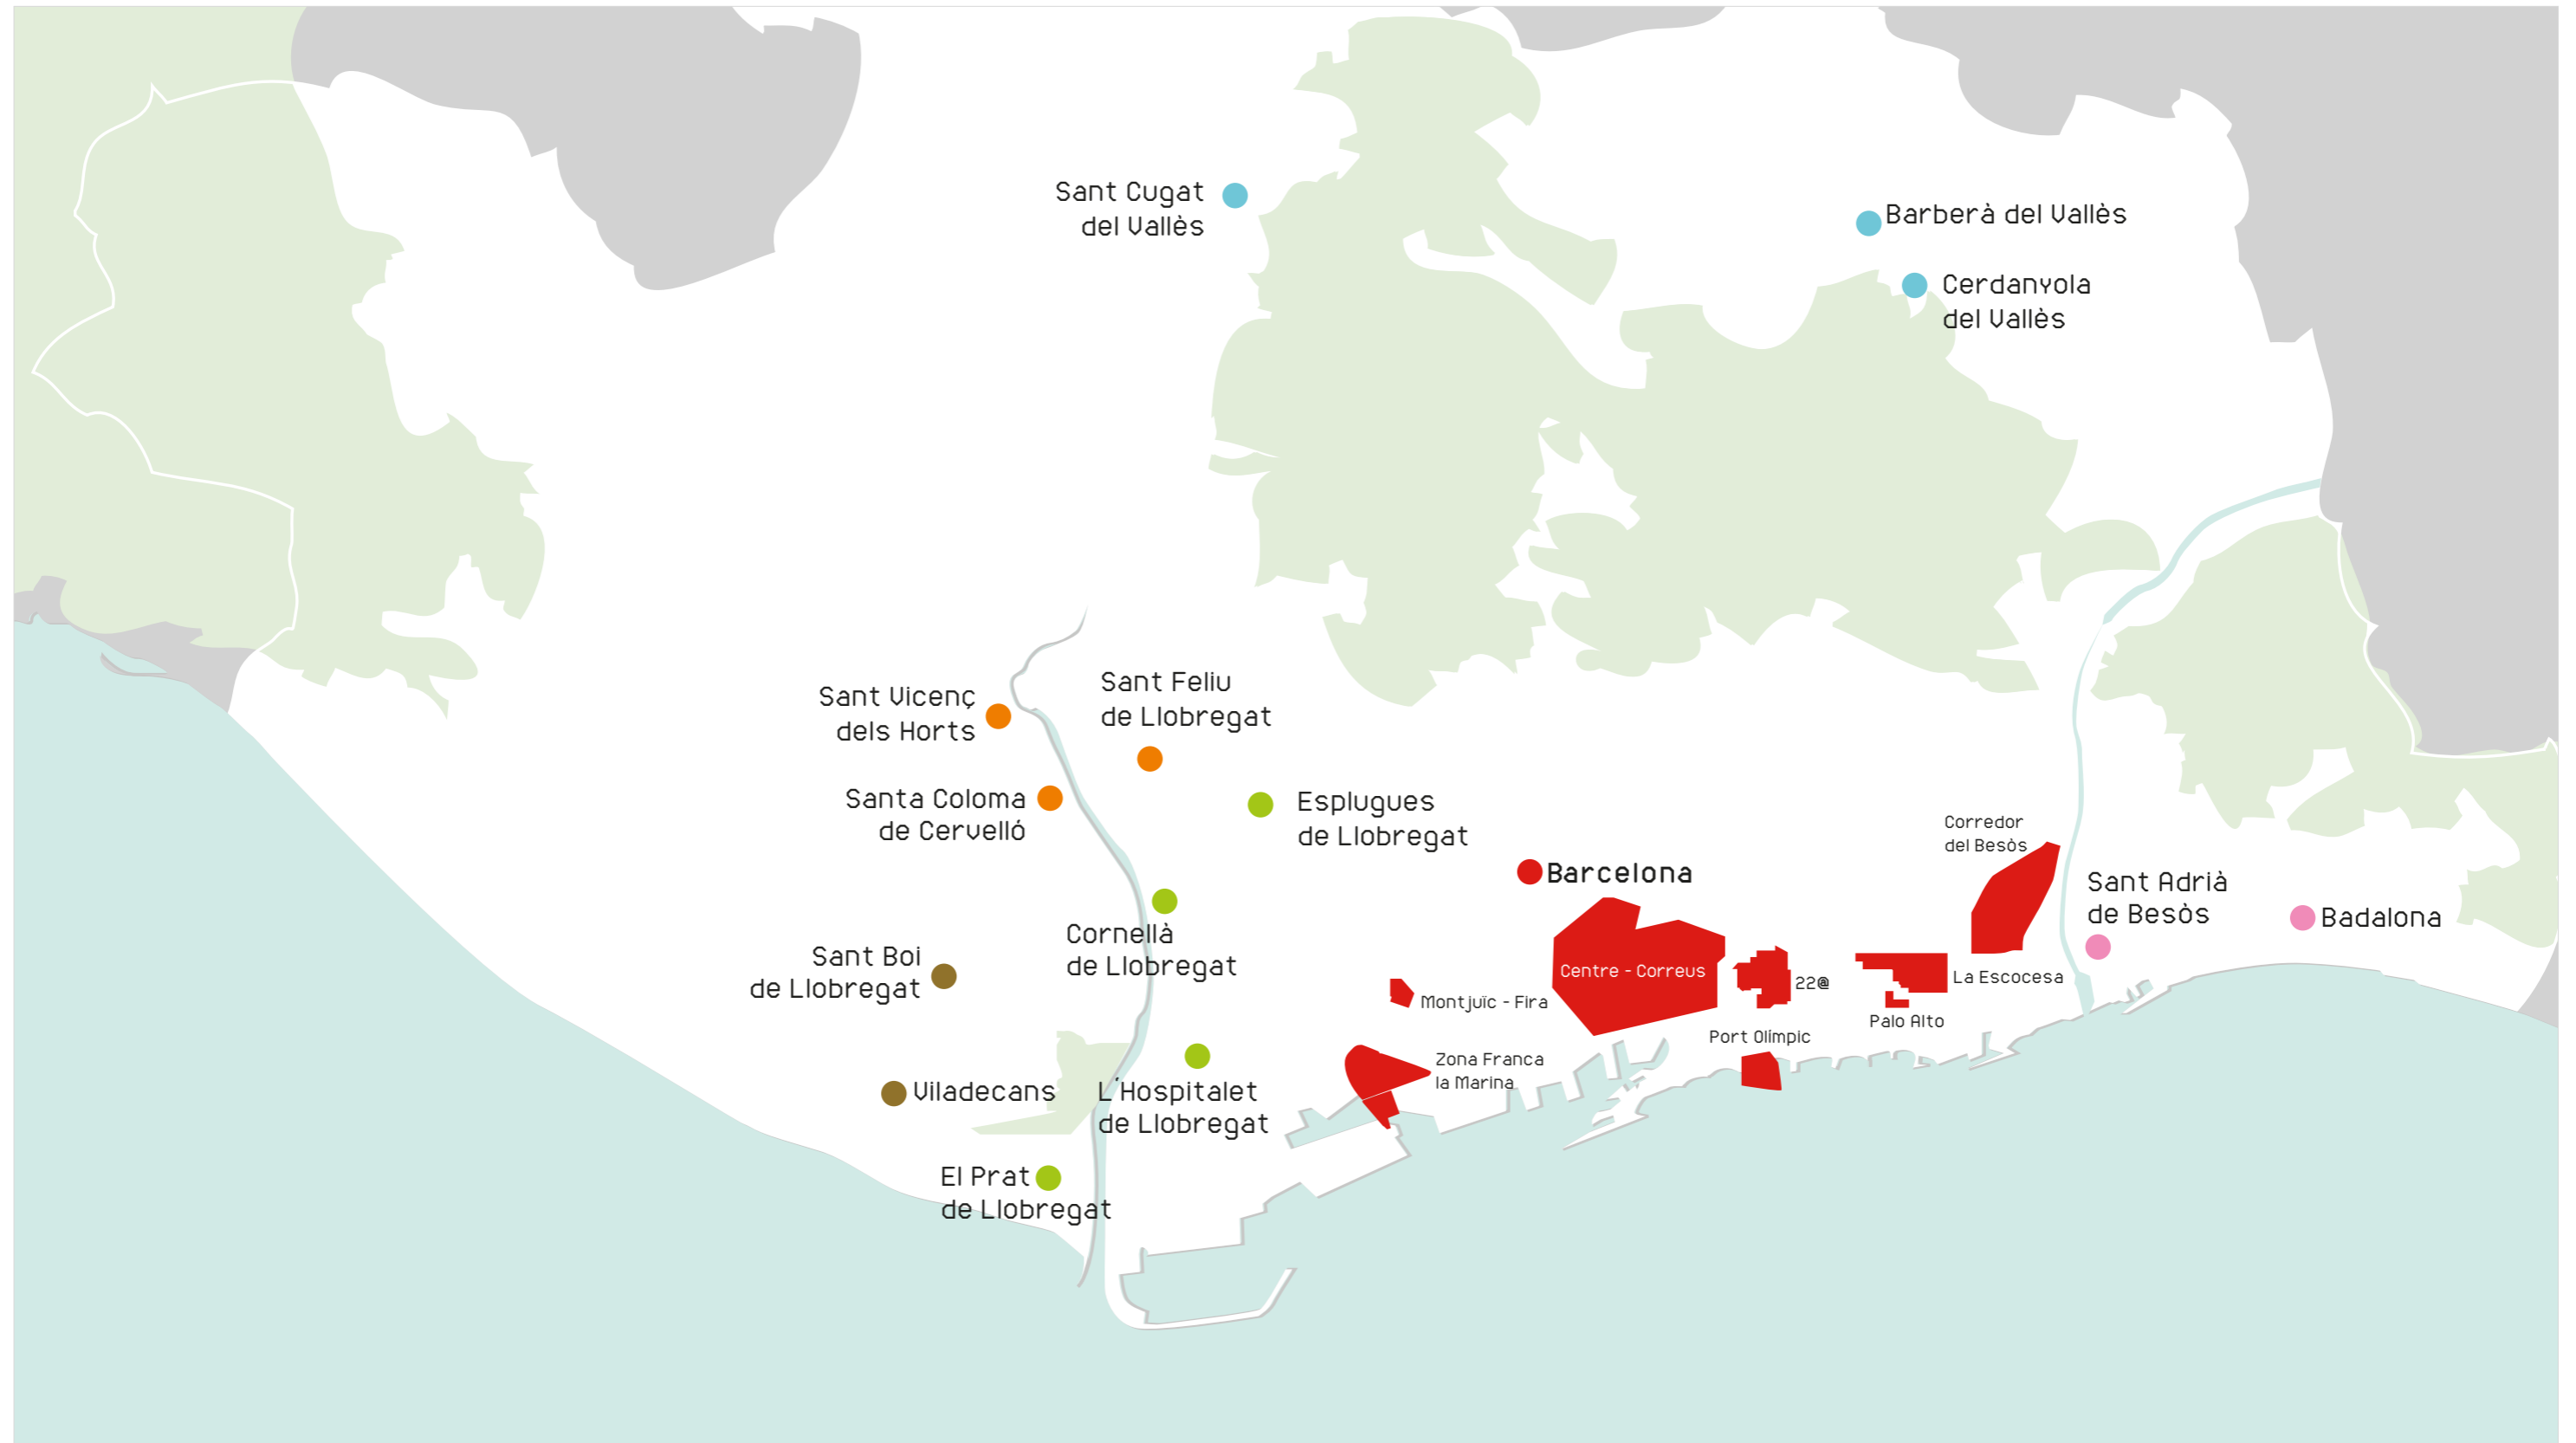 Sant Cugat
del Vallès
Barberà del Vallès
Cerdanyola
del Vallès
Sant Vicenç
dels Horts
Sant Feliu
de Llobregat
Santa Coloma
de Cervelló
Esplugues
de Llobregat
Barcelona
Corredor
del Besòs
Sant Adrià
de Besòs
Badalona
Cornellà
de Llobregat
Sant Boi
de Llobregat
Centre - Correus
22@
La Escocesa
Montjuïc - Fira
Palo Alto
Port Olímpic
Zona Franca
la Marina
Viladecans
L'Hospitalet
de Llobregat
El Prat
de Llobregat